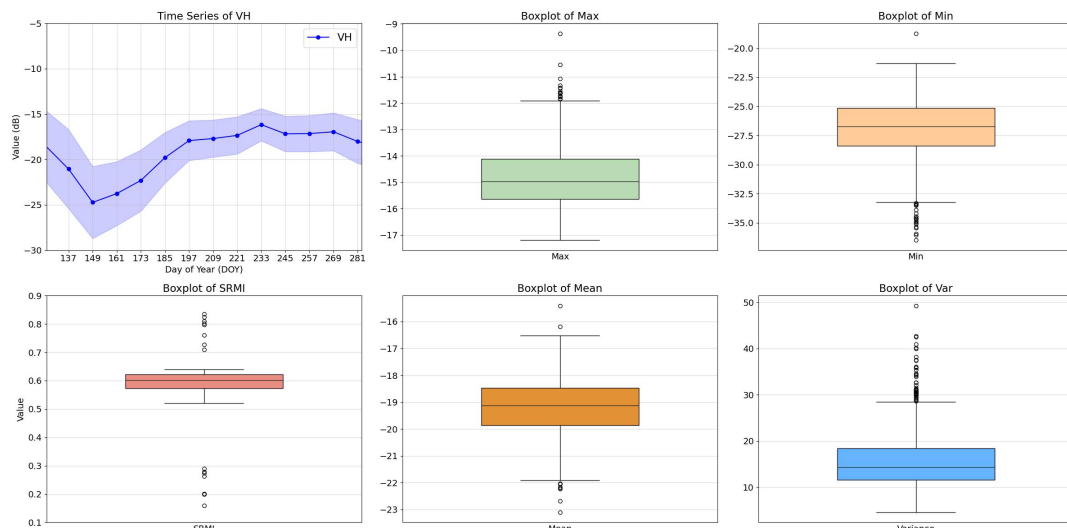 Time Series of VH
VH
Value (dB)
−5
−10
−15
−20
−25
−30
137 149 161 173 185 197 209 221 233 245 257 269 281
Day of Year (DOY)
Boxplot of Max
−9
−10
−11
−12
−13
−14
−15
−16
−17
Max
Boxplot of Min
−20.0
−22.5
−25.0
−27.5
−30.0
−32.5
−35.0
Min
Boxplot of SRMI
Value
0.9
0.8
0.7
0.6
0.5
0.4
0.3
0.2
0.1
SRMI
Boxplot of Mean
−16
−17
−18
−19
−20
−21
−22
−23
Mean
Boxplot of Var
50
40
30
20
10
Variance